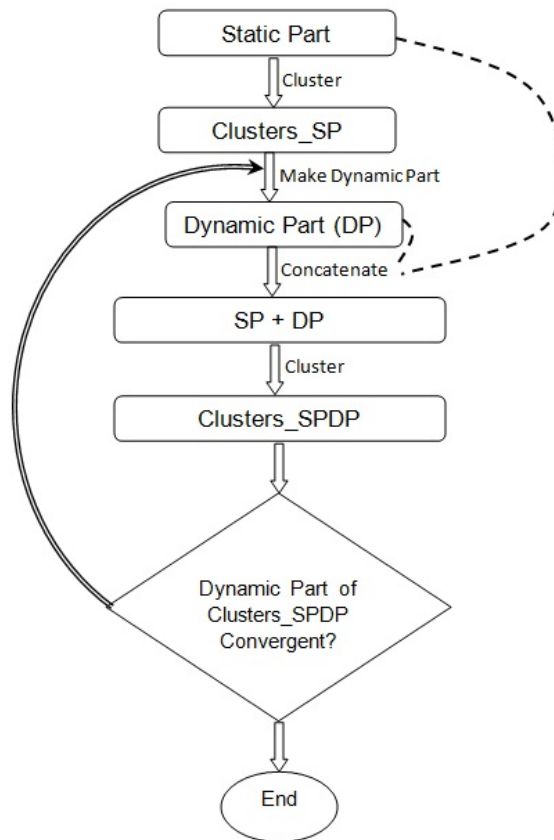 Static Part
Cluster
Clusters_SP
Make Dynamic Part
Dynamic Part (DP)
Concatenate
SP + DP
Cluster
Clusters_SPDP
Dynamic Part of
Clusters_SPDP
Convergent?
End